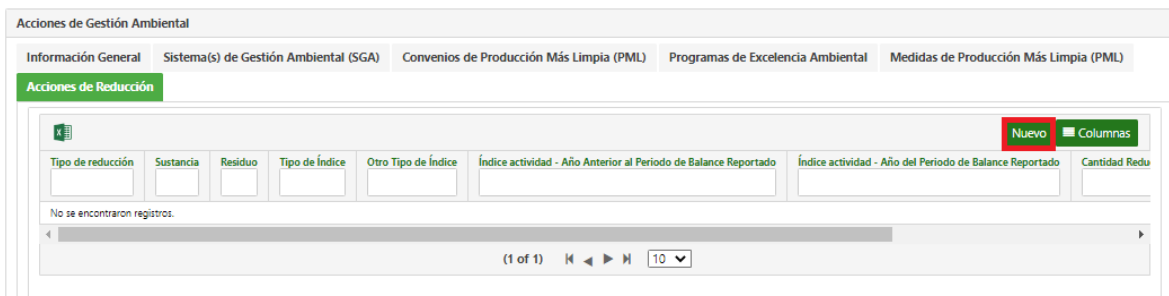 Acciones de Gestión Ambiental
Información General Sistema(s) de Gestión Ambiental (SGA) Convenios de Producción Más Limpia (PML) Programas de Excelencia Ambiental Medidas de Producción Más Limpia (PML)
Acciones de Reducción
Nuevo Columnas
Tipo de reducción Sustancia Residuo Tipo de Índice Otro Tipo de Índice Índice actividad - Año Anterior al Periodo de Balance Reportado Índice actividad - Año del Periodo de Balance Reportado Cantidad Redu
No se encontraron registros.
(1 of 1) 10